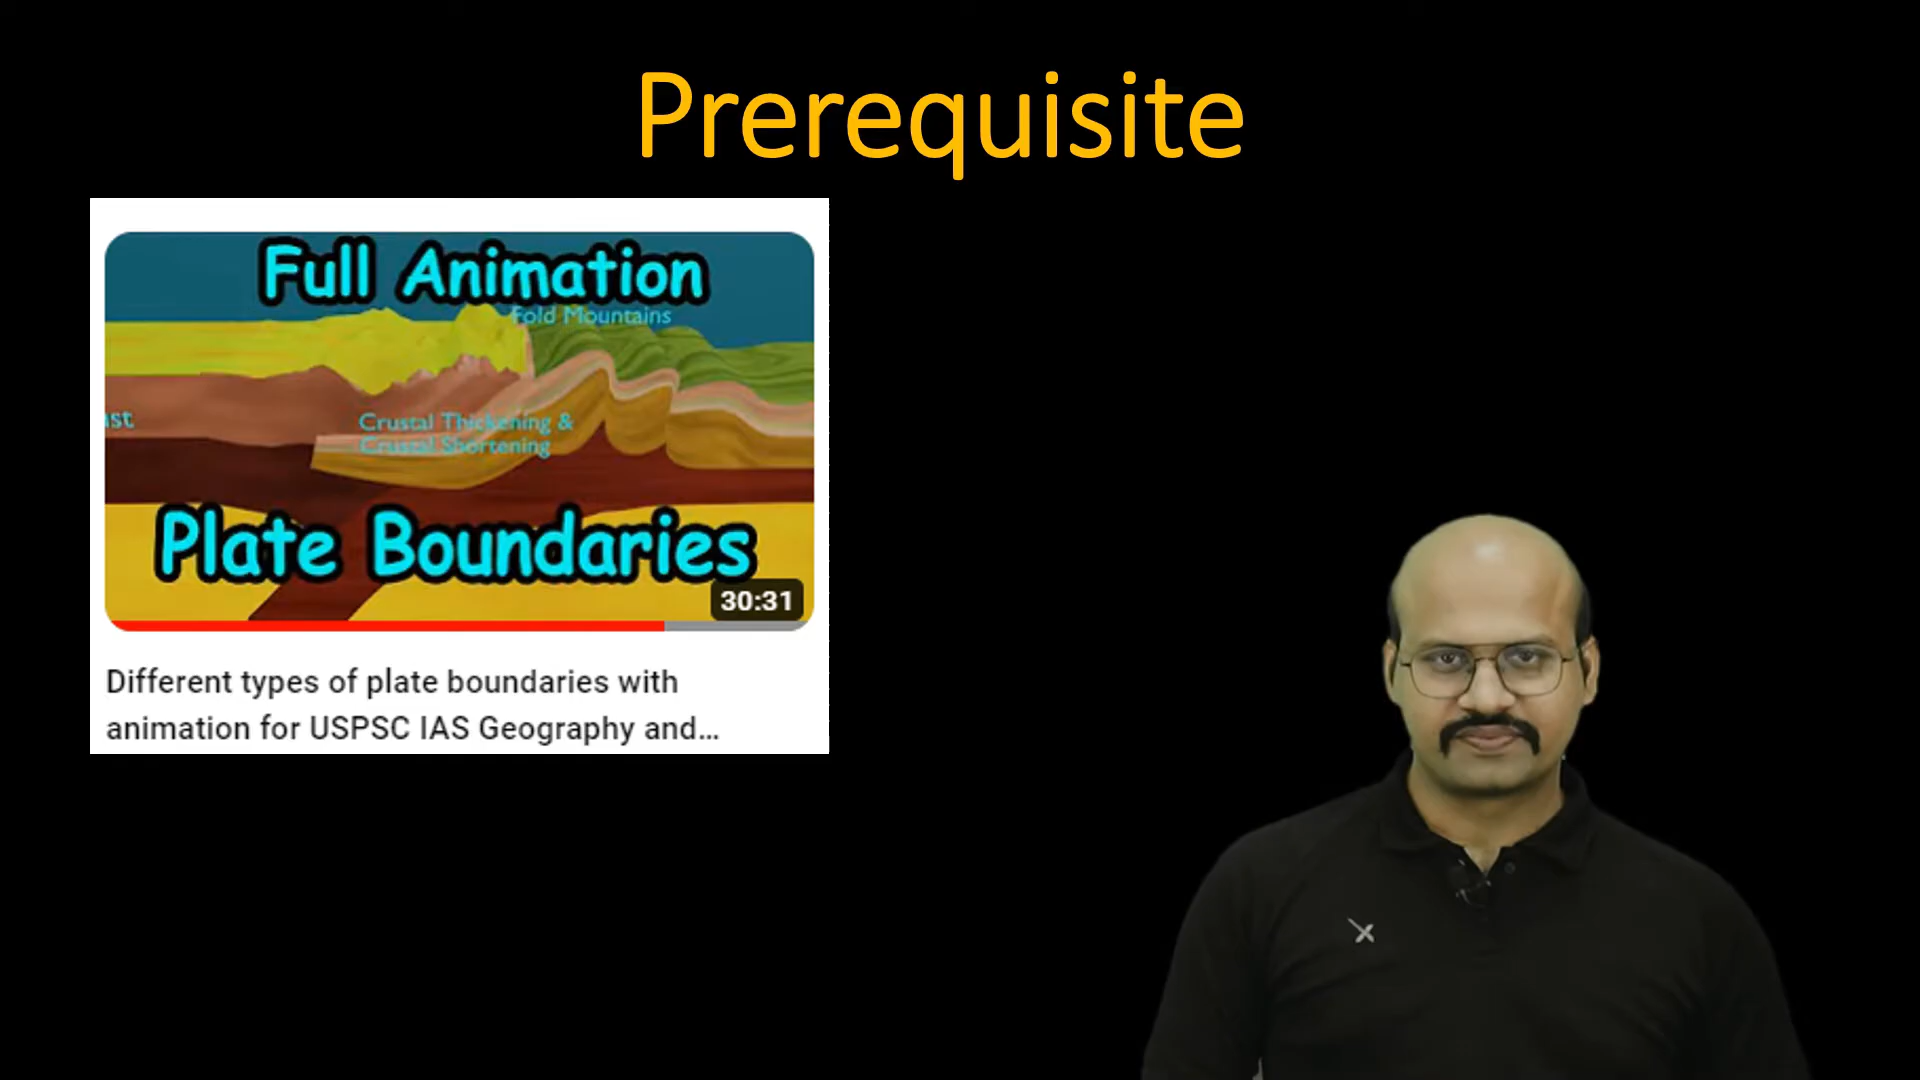 Prerequisite
Full Animation
Fold Mountains
Crustal Thickening &
Crustal Shortening
Plate Boundaries
30:31
Different types of plate boundaries with
animation for USPSC IAS Geography and...